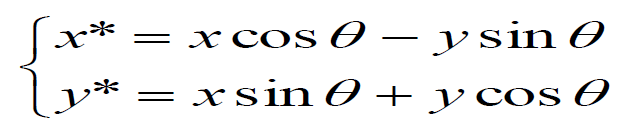 x* = x cos θ − y sin θ
y* = x sin θ + y cos θ